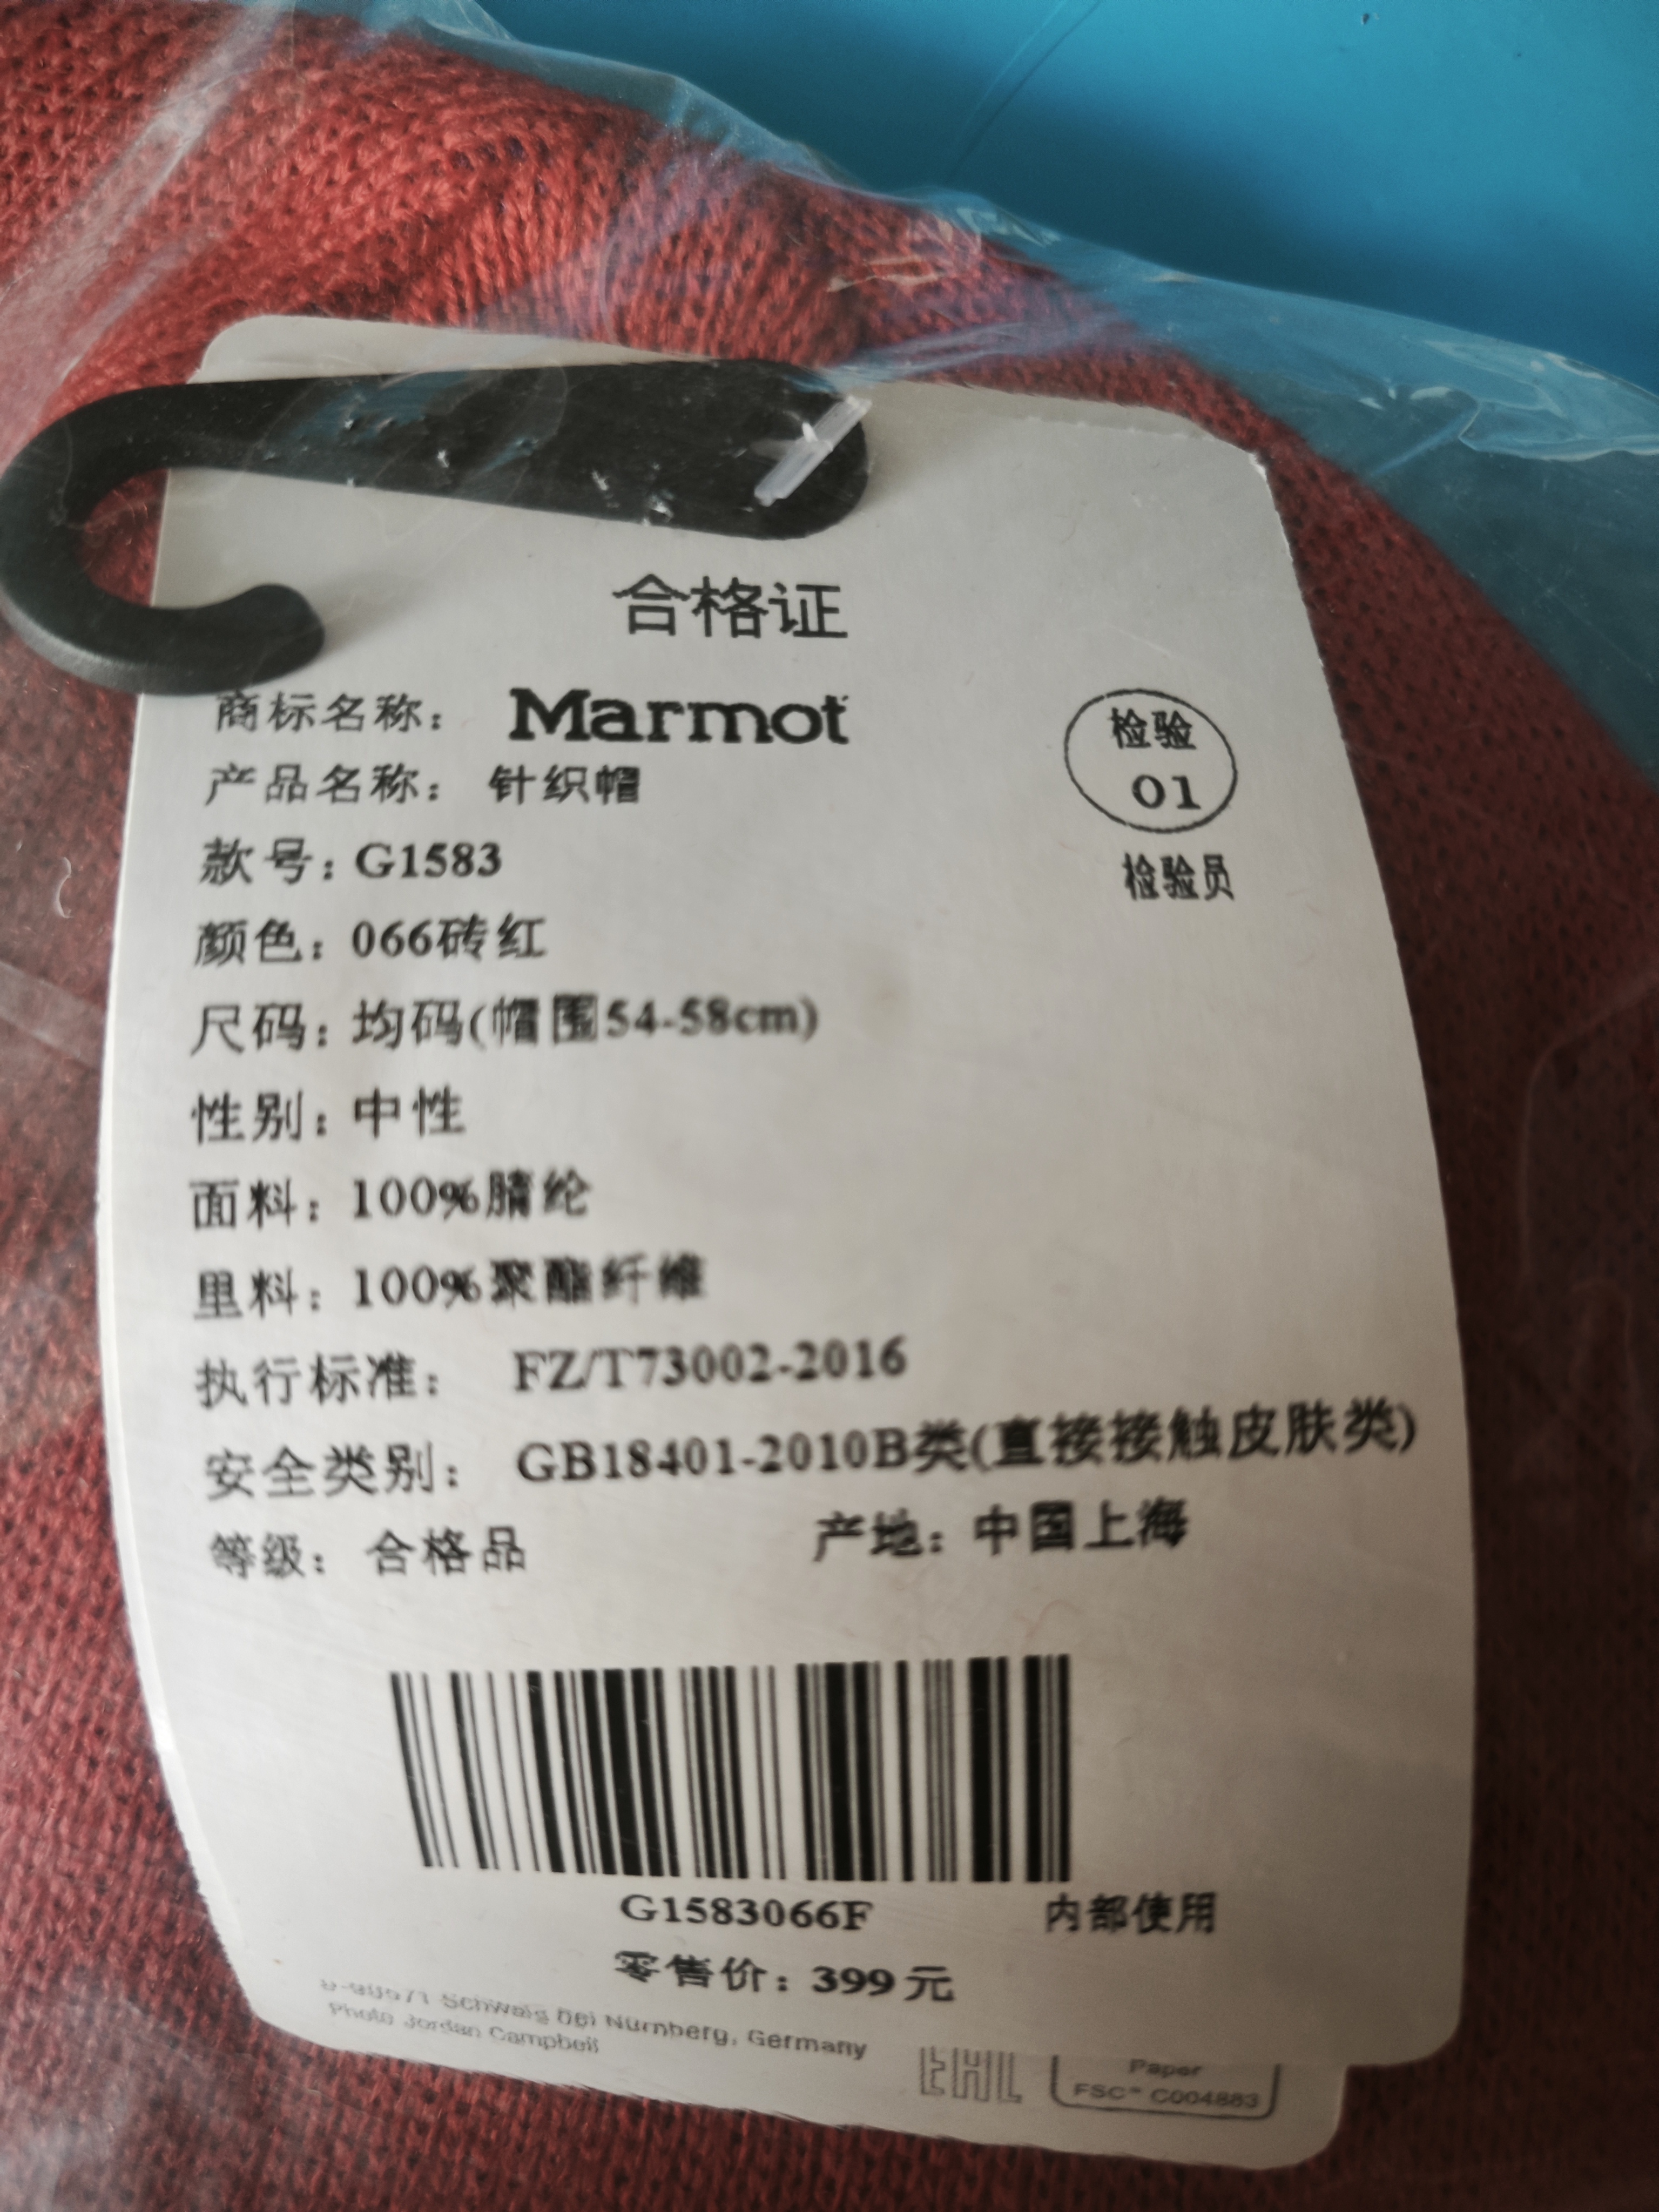 合格证
商标名称： Marmot
检验
01
检验员
产品名称： 针织帽
款号：G1583
颜色：066砖红
尺码：均码(帽围54-58cm)
性别：中性
面料：100%腈纶
里料：100%聚酯纤维
执行标准： FZ/T73002-2016
安全类别： GB18401-2010B类(直接接触皮肤类)
等级： 合格品 产地：中国上海
G1583066F 内部使用
零售价：399元
Schwaig bei Nürnberg, Germany
Photo Jordan Campbell
EAC
Paper
FSC® C004883